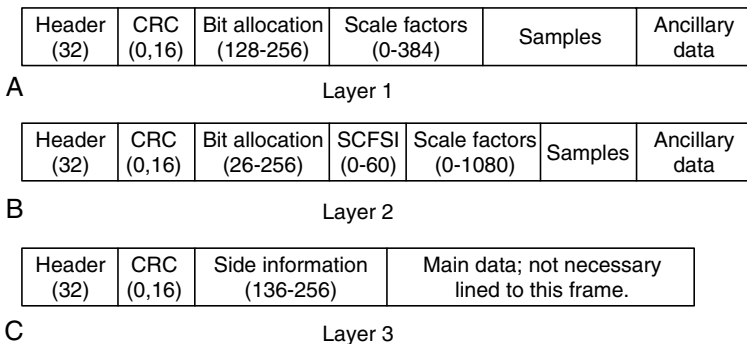 Header CRC Bit allocation Scale factors Samples Ancillary
(32) (0,16) (128-256) (0-384) data
A Layer 1
Header CRC Bit allocation SCFSI Scale factors Samples Ancillary
(32) (0,16) (26-256) (0-60) (0-1080) data
B Layer 2
Header CRC Side information Main data; not necessary
(32) (0,16) (136-256) lined to this frame.
C Layer 3